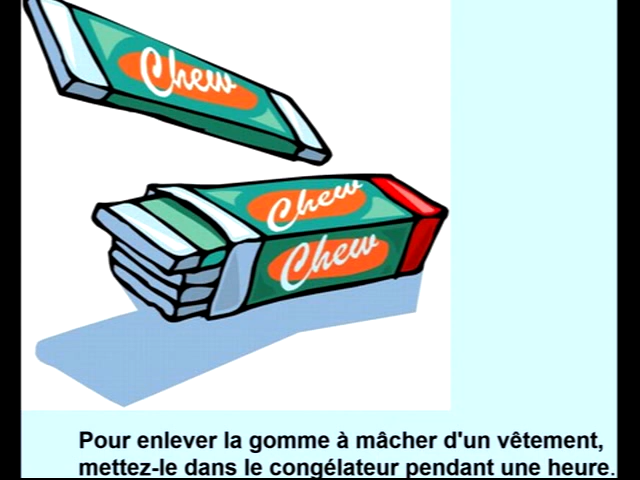 Chew
Chew
Chew
Pour enlever la gomme à mâcher d'un vêtement,
mettez-le dans le congélateur pendant une heure.